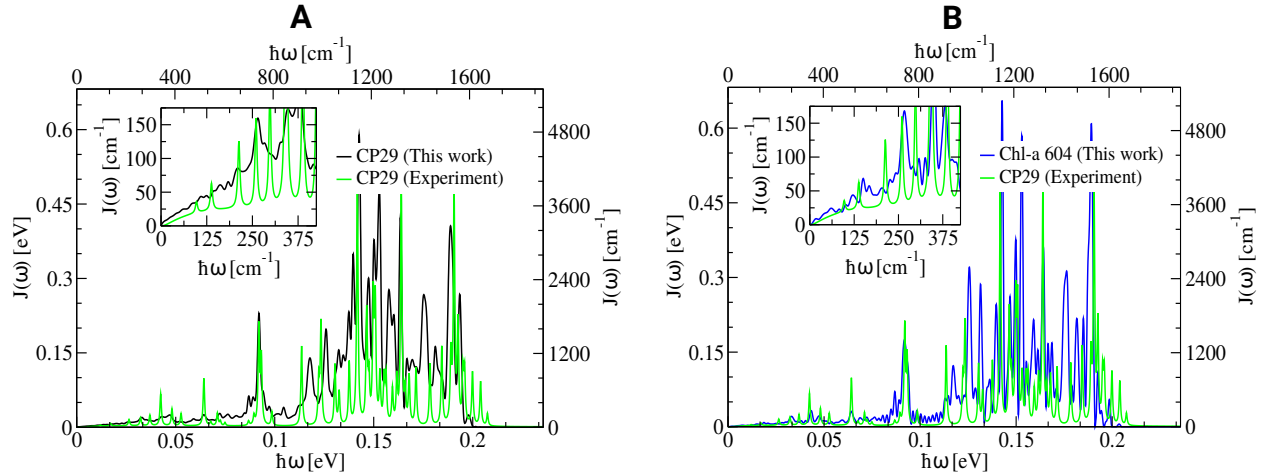 A
ħω [cm⁻¹]
0 400 800 1200 1600
J(ω) [eV]
0.6
0.45
0.3
0.15
0
J(ω) [cm⁻¹]
150
100
50
0
0 125 250 375
ħω [cm⁻¹]
CP29 (This work)
CP29 (Experiment)
4800
3600
2400
1200
0
J(ω) [cm⁻¹]
0.05 0.1 0.15 0.2
ħω [eV]
B
ħω [cm⁻¹]
0 400 800 1200 1600
J(ω) [eV]
0.6
0.45
0.3
0.15
0
J(ω) [cm⁻¹]
150
100
50
0
0 125 250 375
ħω [cm⁻¹]
Chl-a 604 (This work)
CP29 (Experiment)
4800
3600
2400
1200
0
J(ω) [cm⁻¹]
0 0.05 0.1 0.15 0.2
ħω [eV]